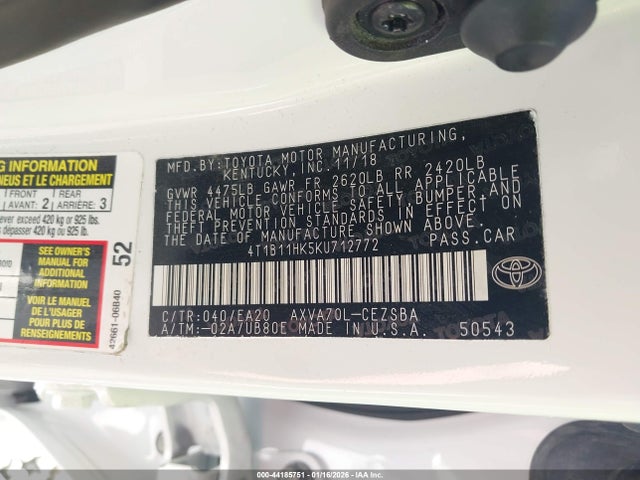 NG INFORMATION
NEUS ET LE CHARGEMENT
FRONT
AVANT: 2
REAR
ARRIÈRE: 3
ever exceed 420 kg or 925 lbs.
dépasser 420 kg ou 925 lb.
SEE OWNER'S
MANUAL FOR
ADDITIONAL
INFORMATION
Voir le manuel
de l'usager
pour plus de
renseignements
52
42661-06B40
MFD.BY:TOYOTA MOTOR MANUFACTURING,
KENTUCKY, INC. 11/18
GVWR 4475LB GAWR FR 2620LB RR 2420LB
THIS VEHICLE CONFORMS TO ALL APPLICABLE
FEDERAL MOTOR VEHICLE SAFETY, BUMPER, AND
THEFT PREVENTION STANDARDS IN EFFECT ON
THE DATE OF MANUFACTURE SHOWN ABOVE.
4T1B11HK5KU712772 PASS.CAR
C/TR:040/EA20 AXVA70L-CEZSBA
A/TM:-02A/UB80E MADE IN U.S.A. 50543
TOYOTA
000-44185751 - 01/16/2026 - IAA Inc.